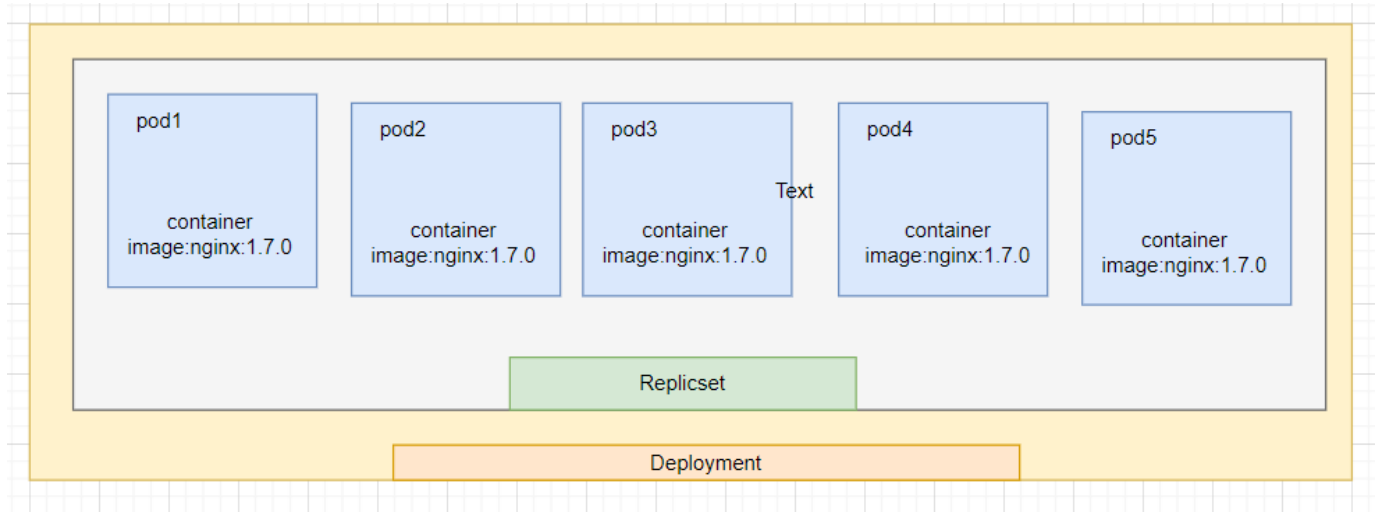 pod1
container
image:nginx:1.7.0
pod2
container
image:nginx:1.7.0
pod3
container
image:nginx:1.7.0
Text
pod4
container
image:nginx:1.7.0
pod5
container
image:nginx:1.7.0
Replicset
Deployment